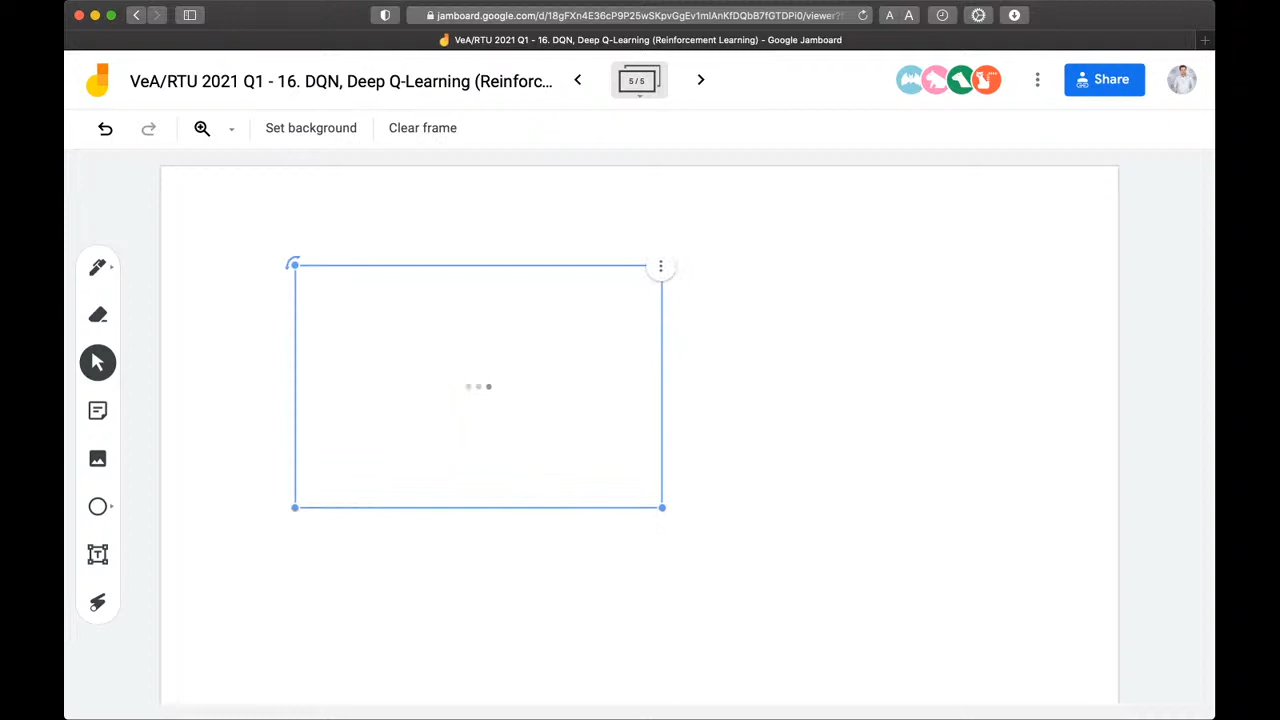 jamboard.google.com/d/18gFXn4E36cP9P25wSKpvGgEv1mlAnKfDQbB7fGTDPi0/viewer?f
A A
VeA/RTU 2021 Q1 - 16. DQN, Deep Q-Learning (Reinforcement Learning) – Google Jamboard
VeA/RTU 2021 Q1 - 16. DQN, Deep Q-Learning (Reinforc...
5 / 5
Share
Set background
Clear frame
T